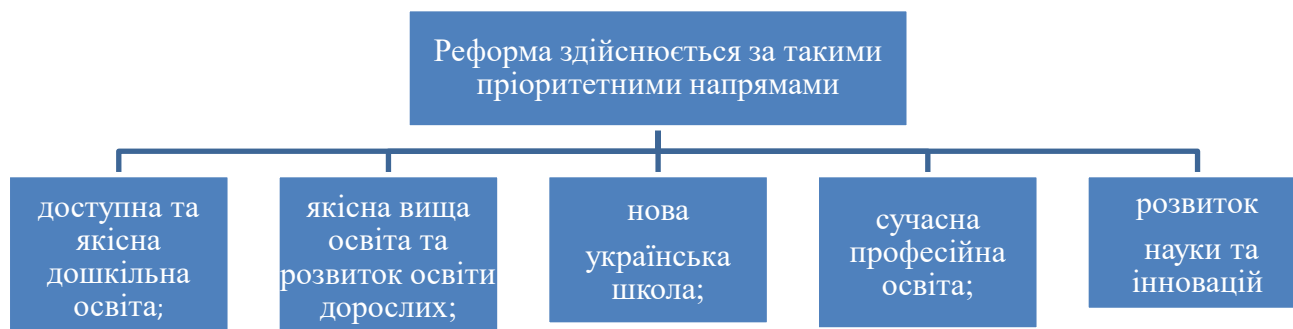 Реформа здійснюється за такими
пріоритетними напрямами
доступна та
якісна
дошкільна
освіта;
якісна вища
освіта та
розвиток освіти
дорослих;
нова
українська
школа;
сучасна
професійна
освіта;
розвиток
науки та
інновацій